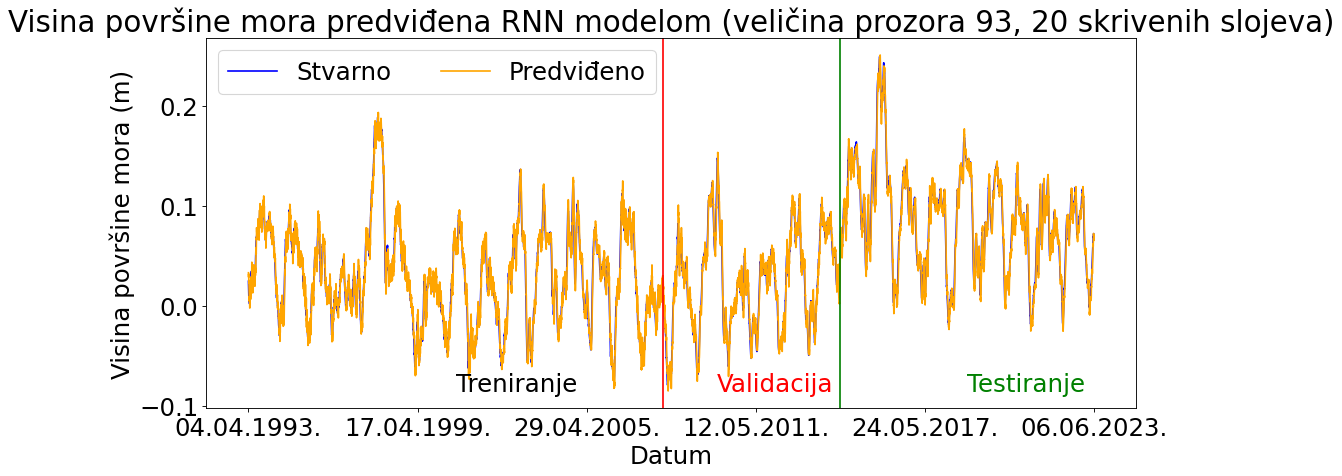 Visina površine mora predviđena RNN modelom (veličina prozora 93, 20 skrivenih slojeva)
Stvarno
Predviđeno
Visina površine mora (m)
0.2
0.1
0.0
−0.1
Treniranje
Validacija
Testiranje
04.04.1993.
17.04.1999.
29.04.2005.
12.05.2011.
24.05.2017.
06.06.2023.
Datum